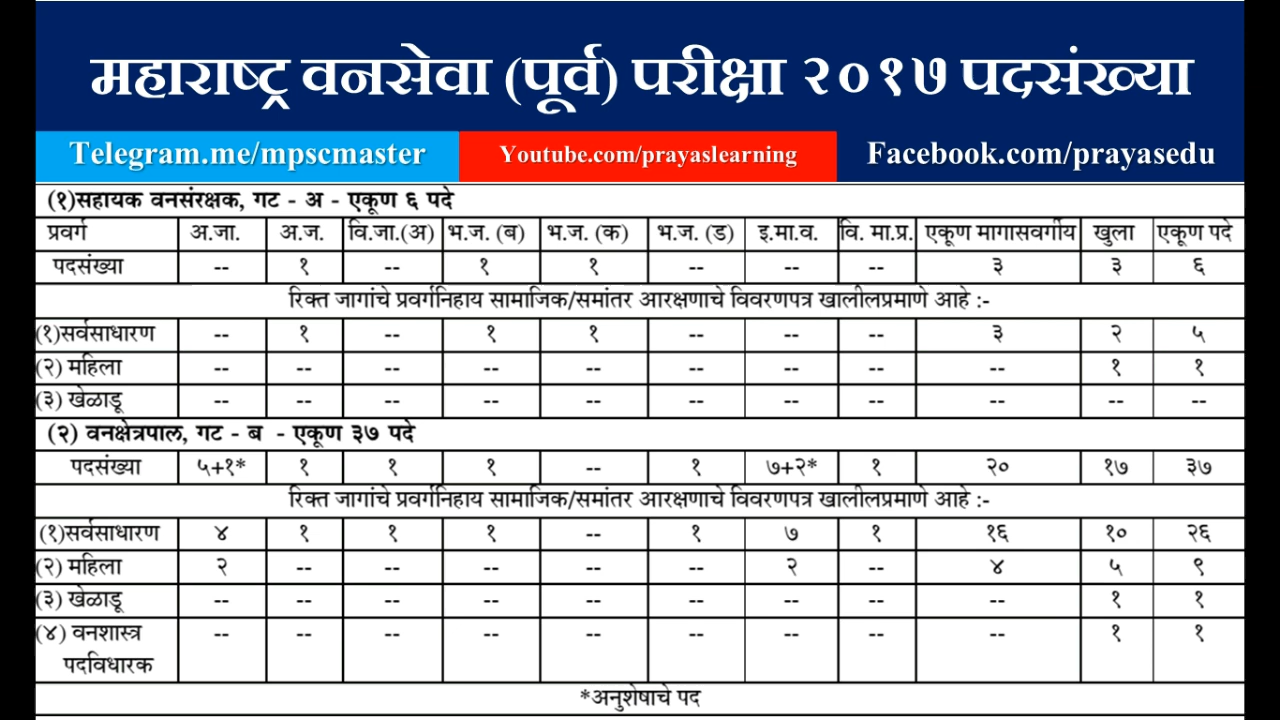 महाराष्ट्र वनसेवा (पूर्व) परीक्षा २०१७ पदसंख्या
Telegram.me/mpscmaster Youtube.com/prayaslearning Facebook.com/prayasedu
(१)सहायक वनसंरक्षक, गट - अ - एकूण ६ पदे
प्रवर्ग अ.जा. अ.ज. वि.जा.(अ) भ.ज. (ब) भ.ज. (क) भ.ज. (ड) इ.मा.व. वि. मा.प्र. एकूण मागासवर्गीय खुला एकूण पदे
पदसंख्या -- १ -- १ १ -- -- -- ३ ३ ६
रिक्त जागांचे प्रवर्गनिहाय सामाजिक/समांतर आरक्षणाचे विवरणपत्र खालीलप्रमाणे आहे :-
(१)सर्वसाधारण -- १ -- १ १ -- -- -- ३ २ ५
(२) महिला -- -- -- -- -- -- -- -- -- १ १
(३) खेळाडू -- -- -- -- -- -- -- -- -- -- --
(२) वनक्षेत्रपाल, गट - ब - एकूण ३७ पदे
पदसंख्या ५+१* १ १ १ -- १ ७+२* १ २० १७ ३७
रिक्त जागांचे प्रवर्गनिहाय सामाजिक/समांतर आरक्षणाचे विवरणपत्र खालीलप्रमाणे आहे :-
(१)सर्वसाधारण ४ १ १ १ -- १ ७ १ १६ १० २६
(२) महिला २ -- -- -- -- -- २ -- ४ ५ ९
(३) खेळाडू -- -- -- -- -- -- -- -- -- १ १
(४) वनशास्त्र -- -- -- -- -- -- -- -- -- १ १
पदविधारक
*अनुशेषाचे पद